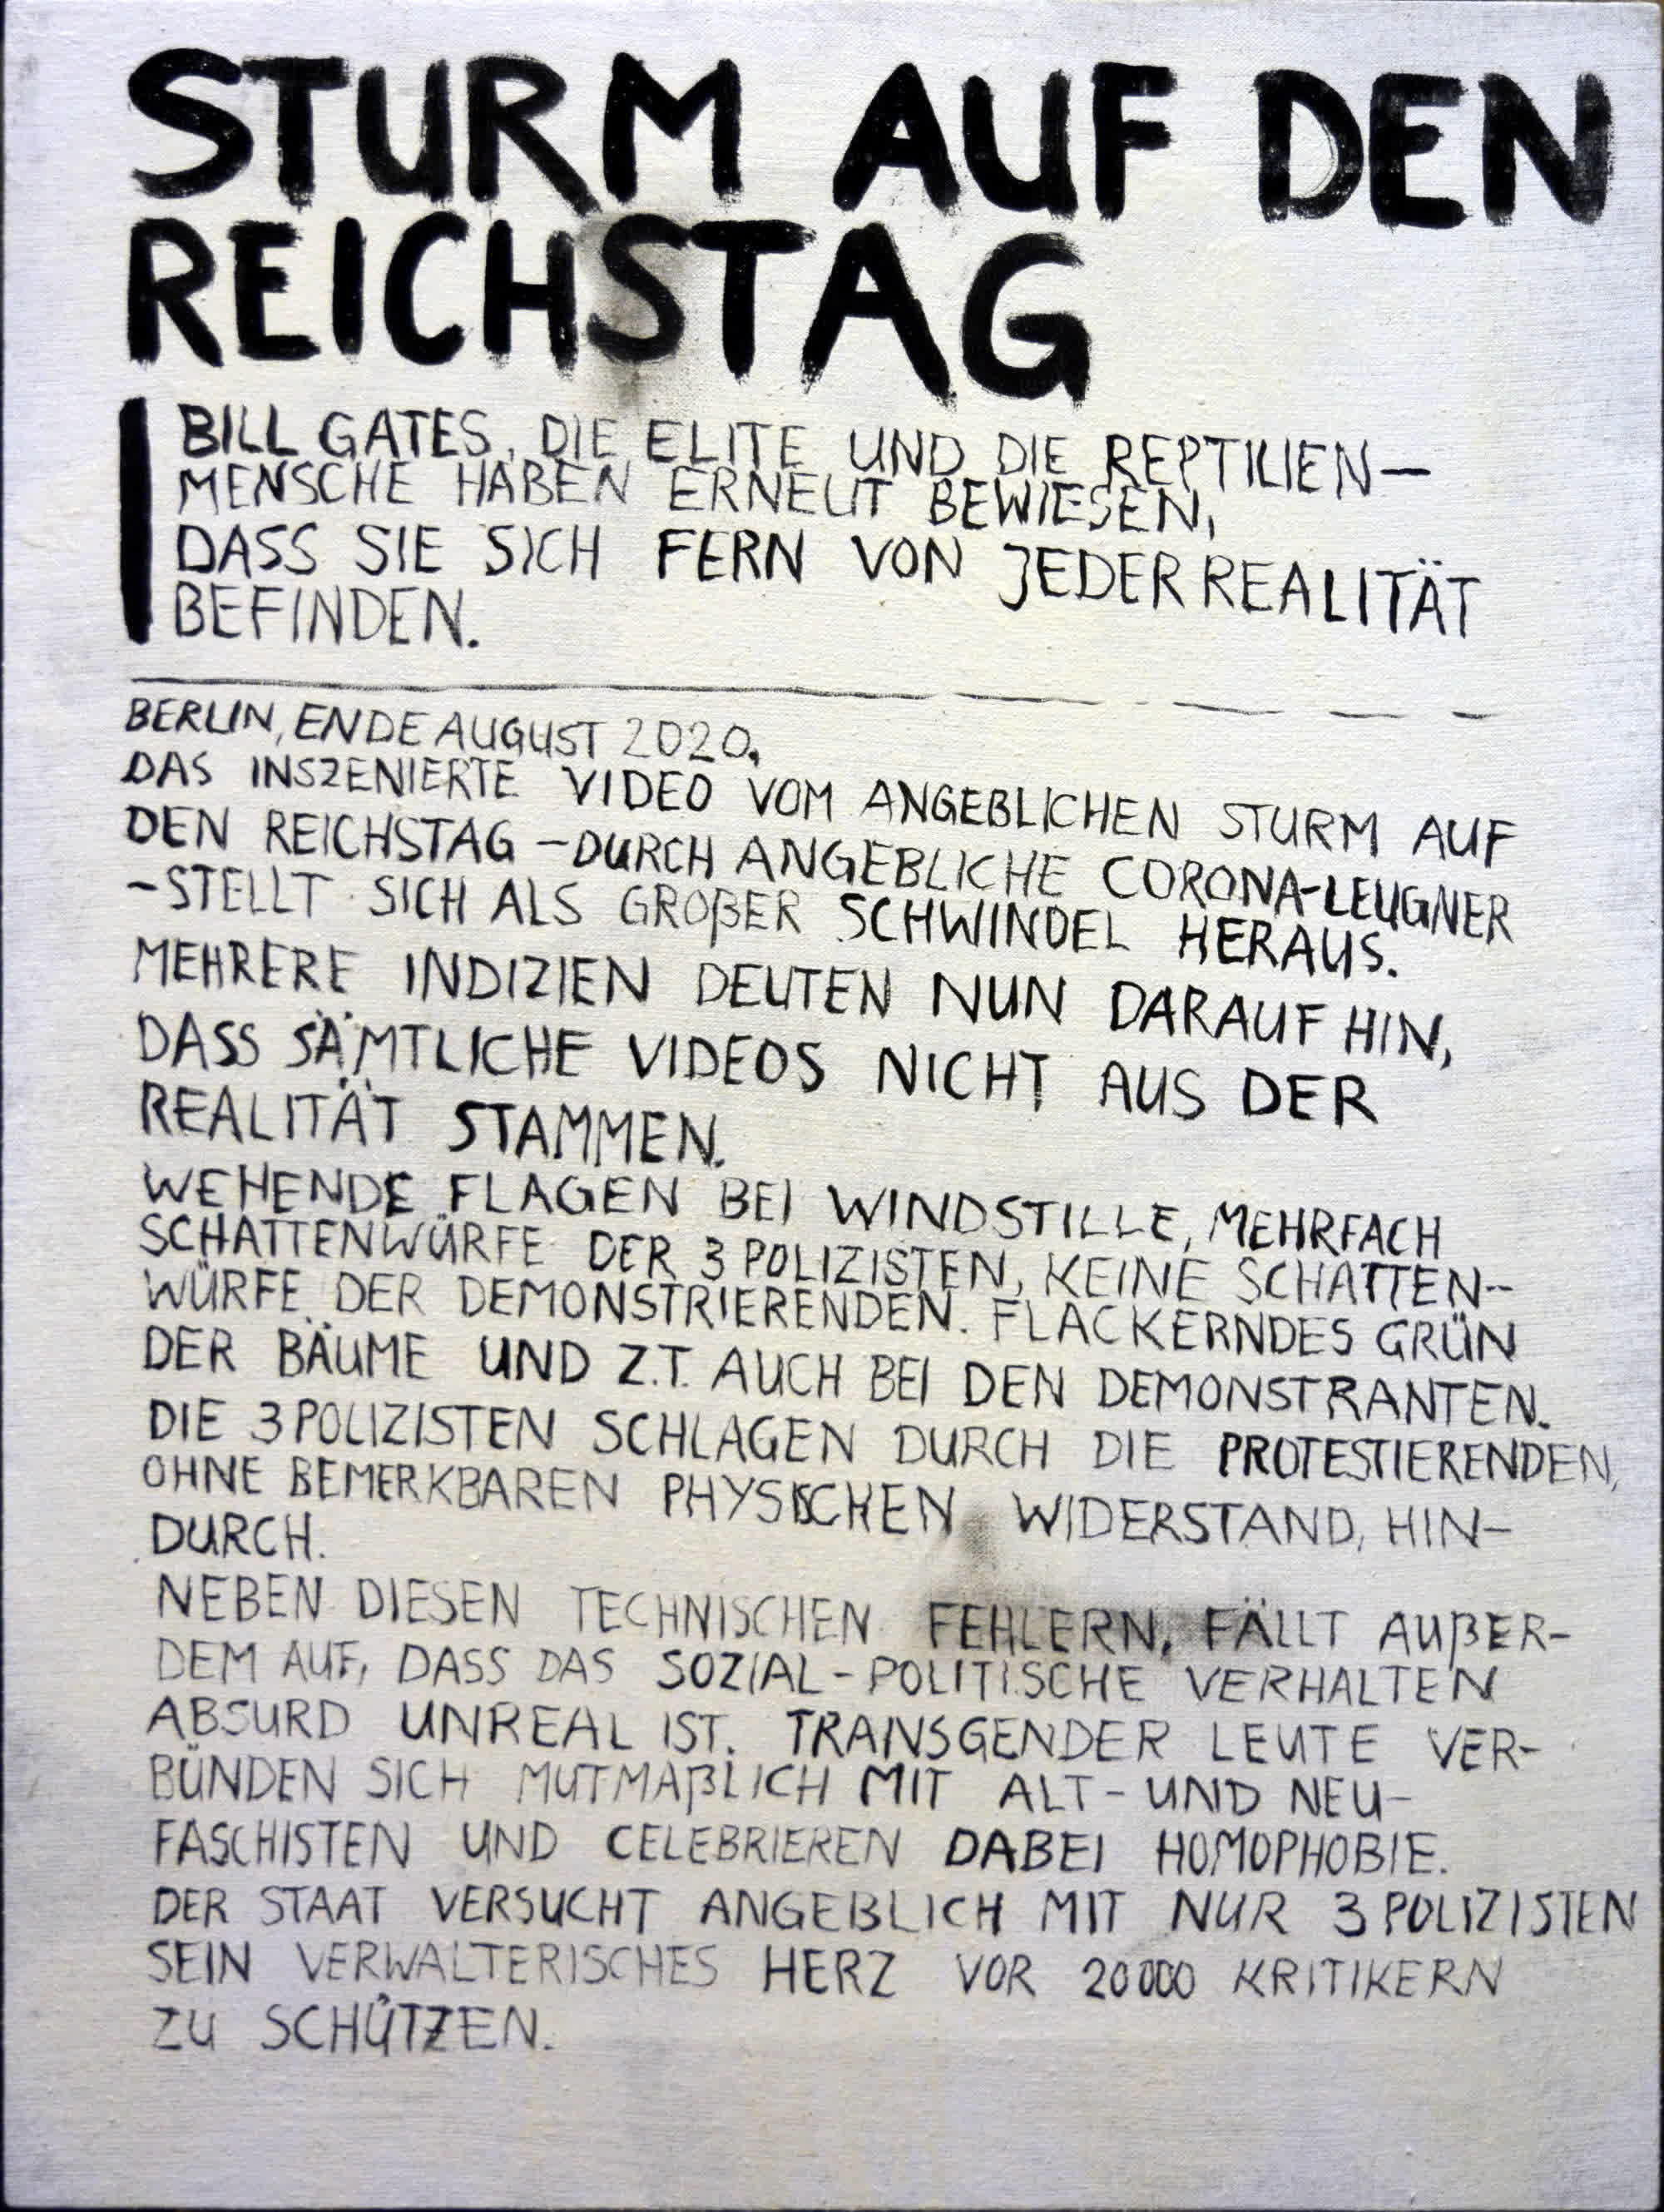 STURM AUF DEN
REICHSTAG
BILL GATES, DIE ELITE UND DIE REPTILIEN-
MENSCHE HABEN ERNEUT BEWIESEN,
DASS SIE SICH FERN VON JEDER REALITÄT
BEFINDEN.
BERLIN, ENDE AUGUST 2020.
DAS INSZENIERTE VIDEO VOM ANGEBLICHEN STURM AUF
DEN REICHSTAG -DURCH ANGEBLICHE CORONA-LEUGNER
-STELLT SICH ALS GROßER SCHWINDEL HERAUS.
MEHRERE INDIZIEN DEUTEN NUN DARAUF HIN,
DASS SÄMTLICHE VIDEOS NICHT AUS DER
REALITÄT STAMMEN.
WEHENDE FLAGEN BEI WINDSTILLE, MEHRFACH
SCHATTENWÜRFE DER 3 POLIZISTEN, KEINE SCHATTEN-
WÜRFE DER DEMONSTRIERENDEN. FLACKERNDES GRÜN
DER BÄUME UND Z.T. AUCH BEI DEN DEMONSTRANTEN.
DIE 3 POLIZISTEN SCHLAGEN DURCH DIE PROTESTIERENDEN,
OHNE BEMERKBAREN PHYSISCHEN WIDERSTAND, HIN-
DURCH.
NEBEN DIESEN TECHNISCHEN FEHLERN, FÄLLT AUßER-
DEM AUF, DASS DAS SOZIAL-POLITISCHE VERHALTEN
ABSURD UNREAL IST. TRANSGENDER LEUTE VER-
BÜNDEN SICH MUTMAßLICH MIT ALT- UND NEU-
FASCHISTEN UND CELEBRIEREN DABEI HOMOPHOBIE.
DER STAAT VERSUCHT ANGEBLICH MIT NUR 3 POLIZISTEN
SEIN VERWALTERISCHES HERZ VOR 20000 KRITIKERN
ZU SCHÜTZEN.